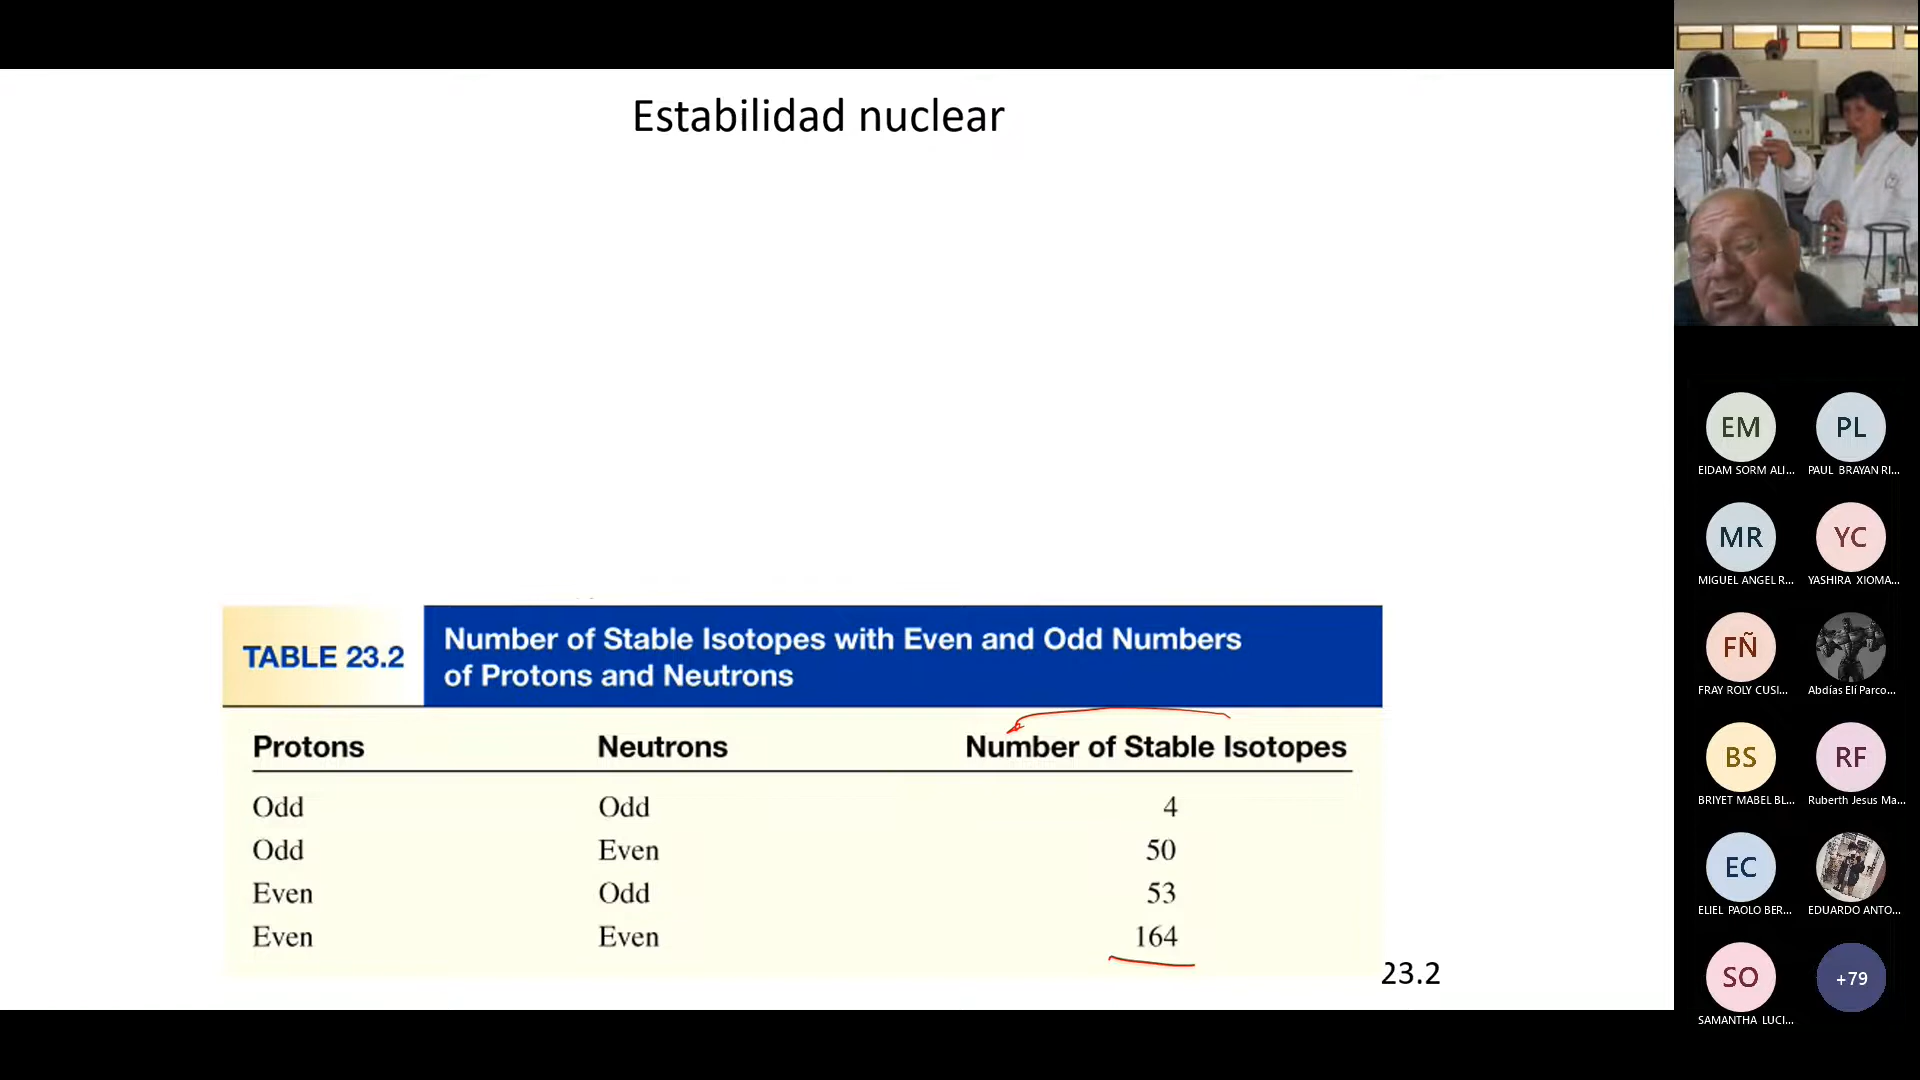 Estabilidad nuclear
TABLE 23.2
Number of Stable Isotopes with Even and Odd Numbers
of Protons and Neutrons
Protons Neutrons Number of Stable Isotopes
Odd Odd 4
Odd Even 50
Even Odd 53
Even Even 164
23.2
EM PL
EIDAM SORM ALI... PAUL BRAYAN RI...
MR YC
MIGUEL ANGEL R... YASHIRA XIOMA...
FÑ
FRAY ROLY CUSI... Abdías Elí Parco...
BS RF
BRIYET MABEL BL... Ruberth Jesus Ma...
EC
ELIEL PAOLO BER... EDUARDO ANTO...
SO +79
SAMANTHA LUCI...